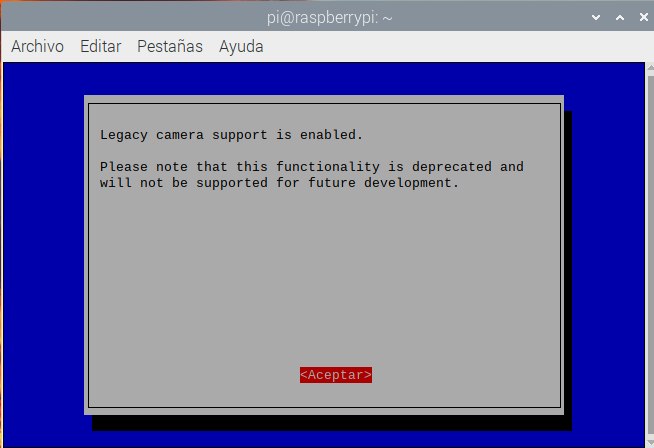 pi@raspberrypi: ~
Archivo Editar Pestañas Ayuda
Legacy camera support is enabled.
Please note that this functionality is deprecated and
will not be supported for future development.
<Aceptar>